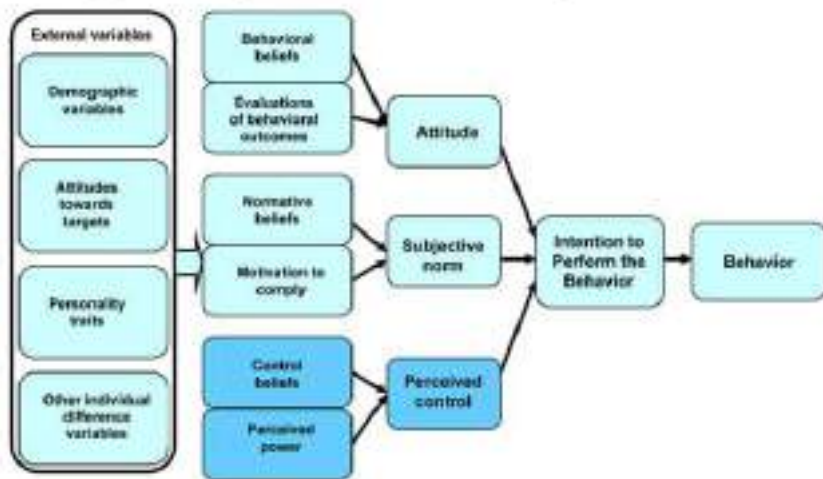 External variables
Demographic
variables
Attitudes
towards
targets
Personality
traits
Other individual
difference
variables
Behavioral
beliefs
Evaluations
of behavioral
outcomes
Normative
beliefs
Motivation to
comply
Control
beliefs
Perceived
power
Attitude
Subjective
norm
Perceived
control
Intention to
Perform the
Behavior
Behavior